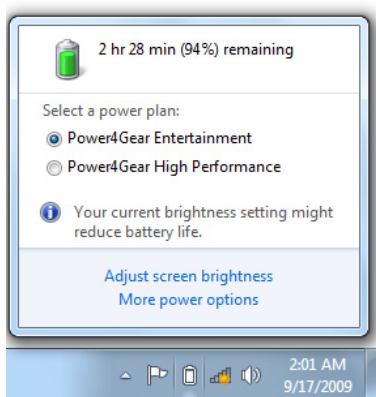 2 hr 28 min (94%) remaining
Select a power plan:
Power4Gear Entertainment
Power4Gear High Performance
Your current brightness setting might
reduce battery life.
Adjust screen brightness
More power options
2:01 AM
9/17/2009